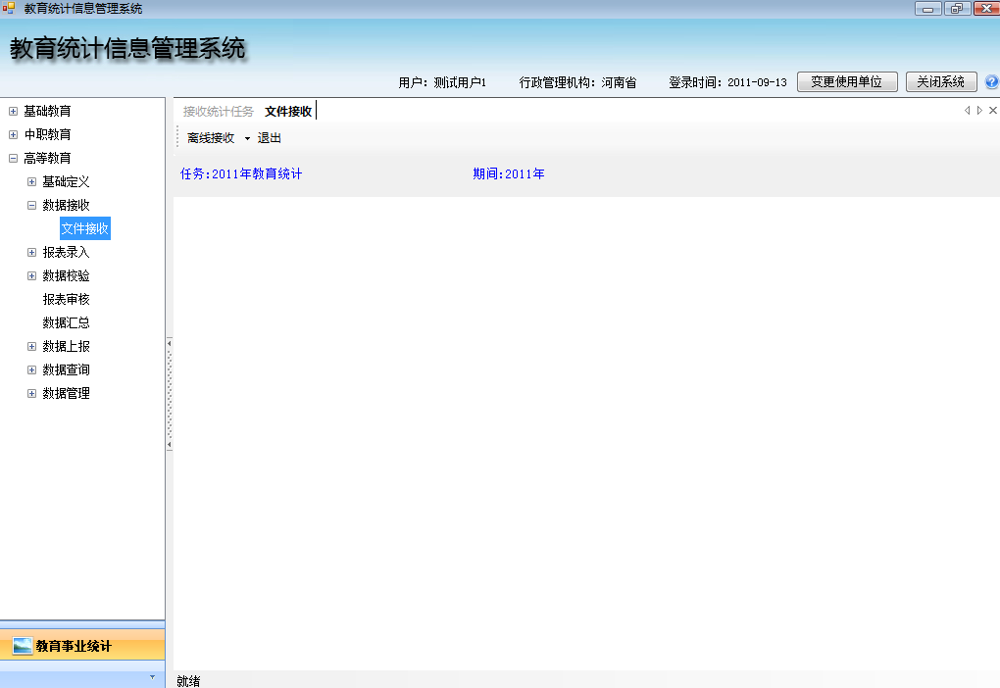 教育统计信息管理系统
教育统计信息管理系统
用户: 测试用户1 行政管理机构: 河南省 登录时间: 2011-09-13 变更使用单位 关闭系统
基础教育
中职教育
高等教育
基础定义
数据接收
文件接收
报表录入
数据校验
报表审核
数据汇总
数据上报
数据查询
数据管理
教育事业统计
接收统计任务 文件接收
离线接收 退出
任务:2011年教育统计 期间:2011年
就绪